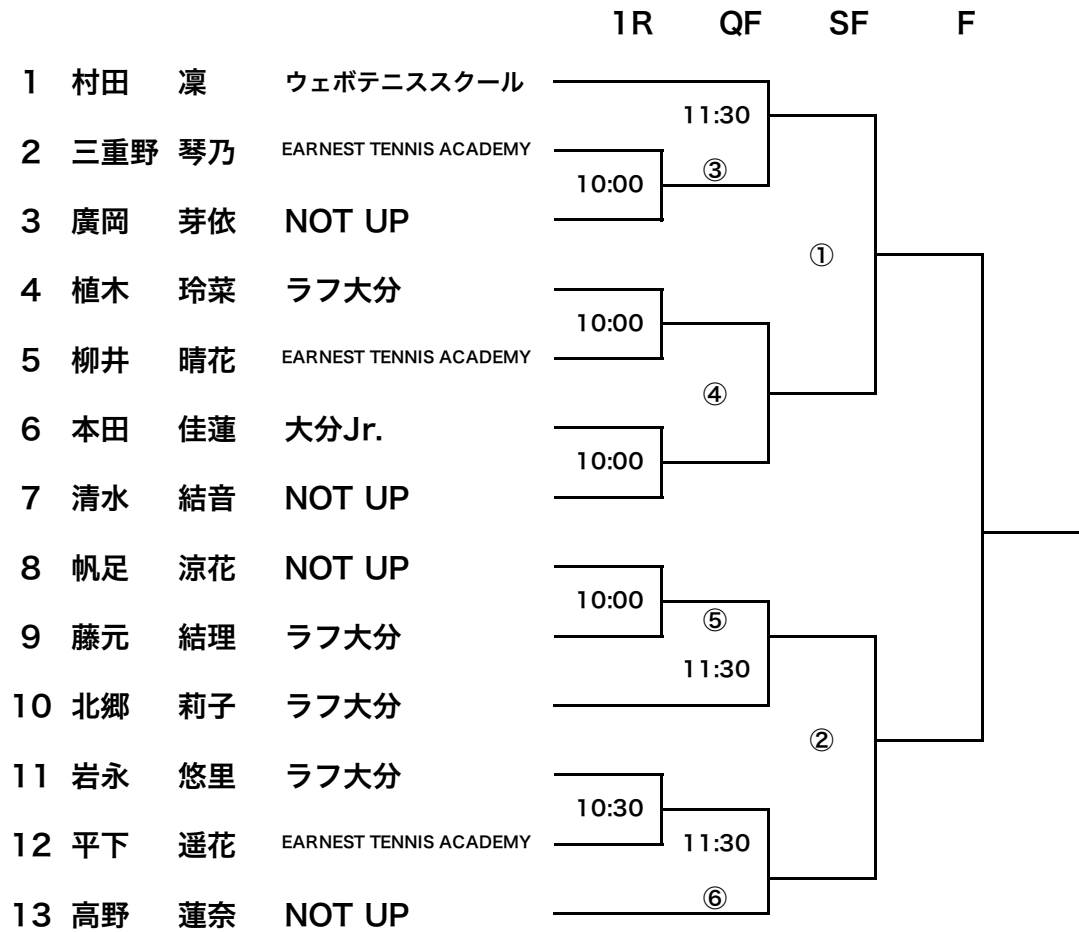 1R QF SF F
1 村田 凜 ウェボテニススクール
11:30
2 三重野 琴乃 EARNEST TENNIS ACADEMY
③
10:00
3 廣岡 芽依 NOT UP
①
4 植木 玲菜 ラフ大分
10:00
5 柳井 晴花 EARNEST TENNIS ACADEMY
④
6 本田 佳蓮 大分Jr.
10:00
7 清水 結音 NOT UP
8 帆足 涼花 NOT UP
10:00
⑤
9 藤元 結理 ラフ大分
11:30
10 北郷 莉子 ラフ大分
②
11 岩永 悠里 ラフ大分
10:30
12 平下 遥花 EARNEST TENNIS ACADEMY
11:30
⑥
13 高野 蓮奈 NOT UP